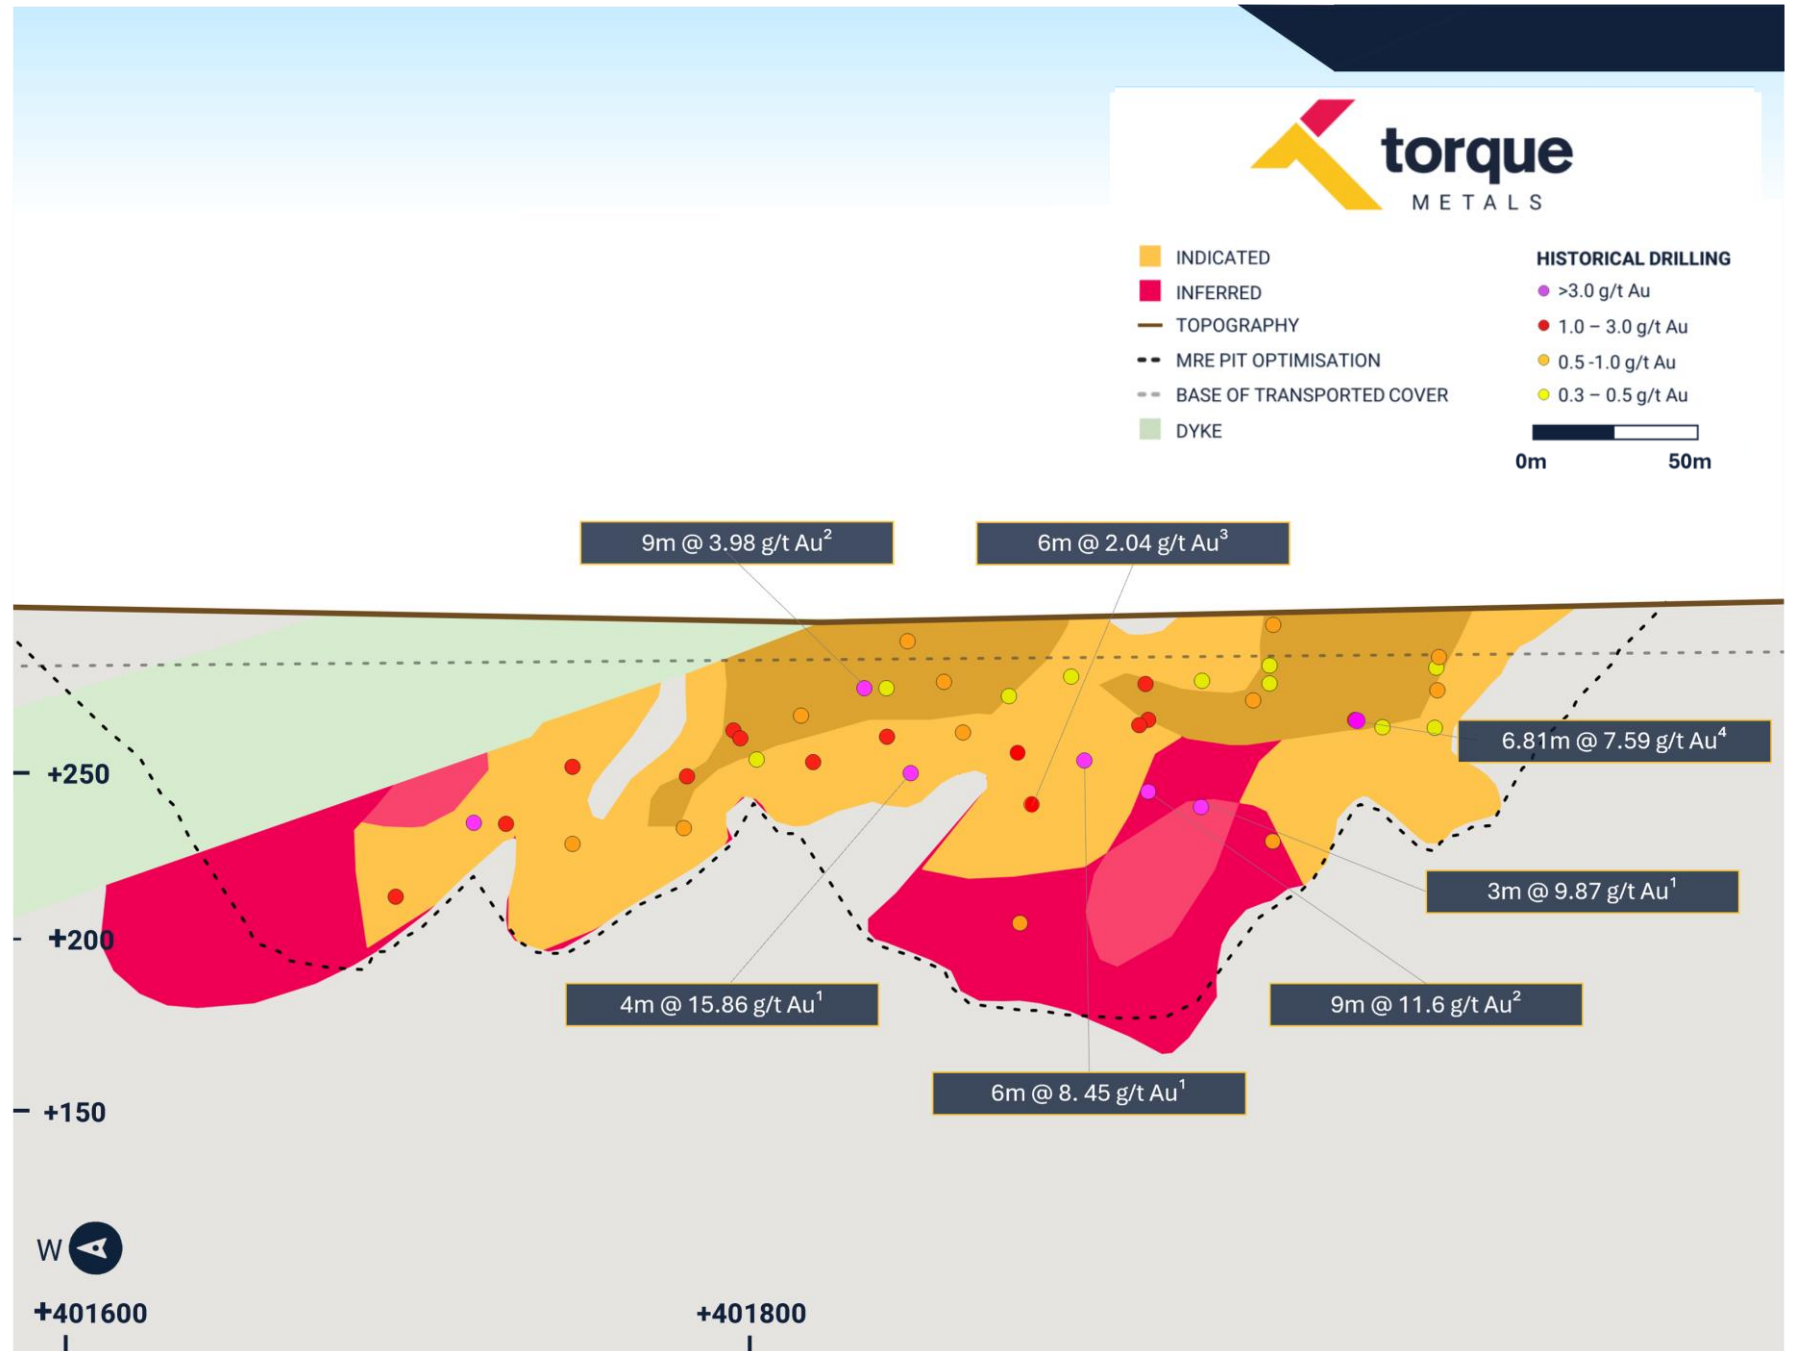 torque
METALS
INDICATED
INFERRED
TOPOGRAPHY
MRE PIT OPTIMISATION
BASE OF TRANSPORTED COVER
DYKE
HISTORICAL DRILLING
>3.0 g/t Au
1.0 – 3.0 g/t Au
0.5 -1.0 g/t Au
0.3 – 0.5 g/t Au
0m 50m
9m @ 3.98 g/t Au²
6m @ 2.04 g/t Au³
6.81m @ 7.59 g/t Au⁴
+250
3m @ 9.87 g/t Au¹
+200
4m @ 15.86 g/t Au¹
9m @ 11.6 g/t Au²
6m @ 8. 45 g/t Au¹
+150
W
+401600
+401800